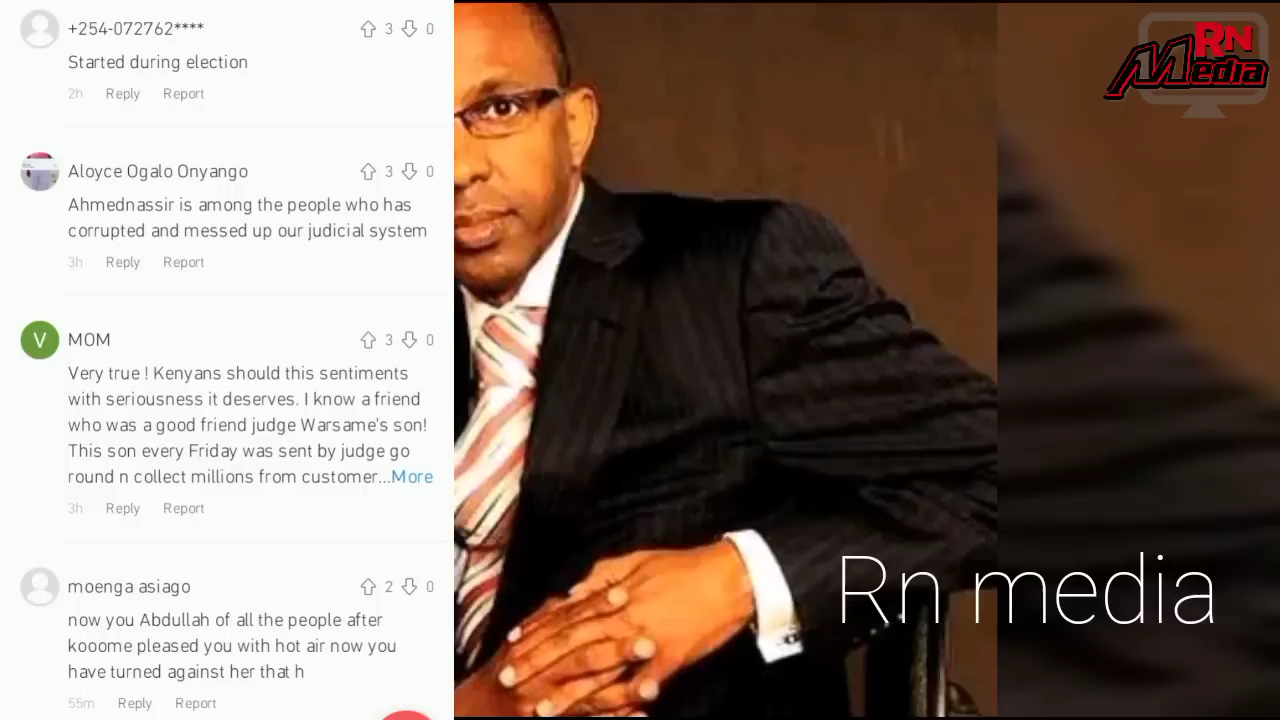 +254-072762**** 3 0
Started during election
2h Reply Report
Aloyce Ogalo Onyango 3 0
Ahmednassir is among the people who has
corrupted and messed up our judicial system
3h Reply Report
V MOM 3 0
Very true ! Kenyans should this sentiments
with seriousness it deserves. I know a friend
who was a good friend judge Warsame's son!
This son every Friday was sent by judge go
round n collect millions from customer...More
3h Reply Report
moenga asiago 2 0
now you Abdullah of all the people after
kooome pleased you with hot air now you
have turned against her that h
55m Reply Report
RN
Media
Rn media